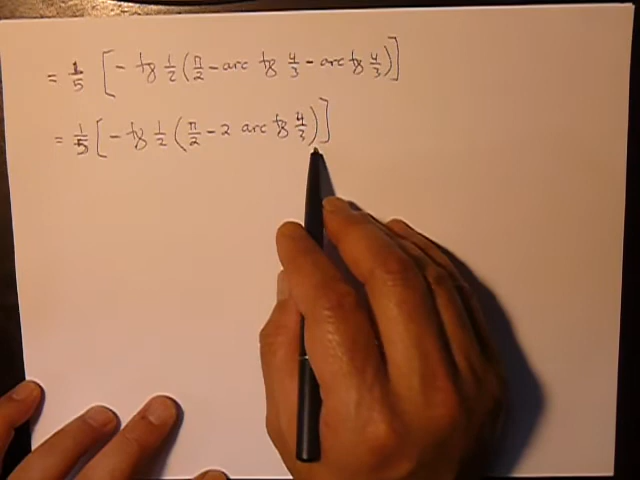 = 1/5 [- tg 1/2 (π/2 - arc tg 4/3 - arc tg 4/3)]
= 1/5 [- tg 1/2 (π/2 - 2 arc tg 4/3)]